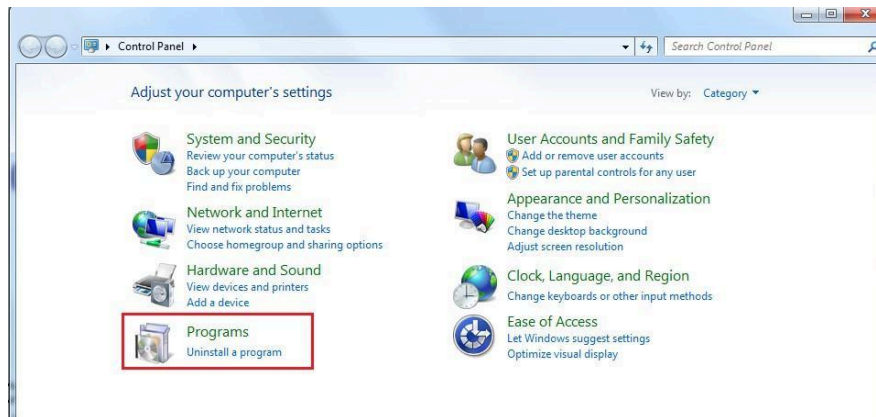 Control Panel
Search Control Panel
Adjust your computer's settings
View by: Category
System and Security
Review your computer's status
Back up your computer
Find and fix problems
Network and Internet
View network status and tasks
Choose homegroup and sharing options
Hardware and Sound
View devices and printers
Add a device
Programs
Uninstall a program
User Accounts and Family Safety
Add or remove user accounts
Set up parental controls for any user
Appearance and Personalization
Change the theme
Change desktop background
Adjust screen resolution
Clock, Language, and Region
Change keyboards or other input methods
Ease of Access
Let Windows suggest settings
Optimize visual display